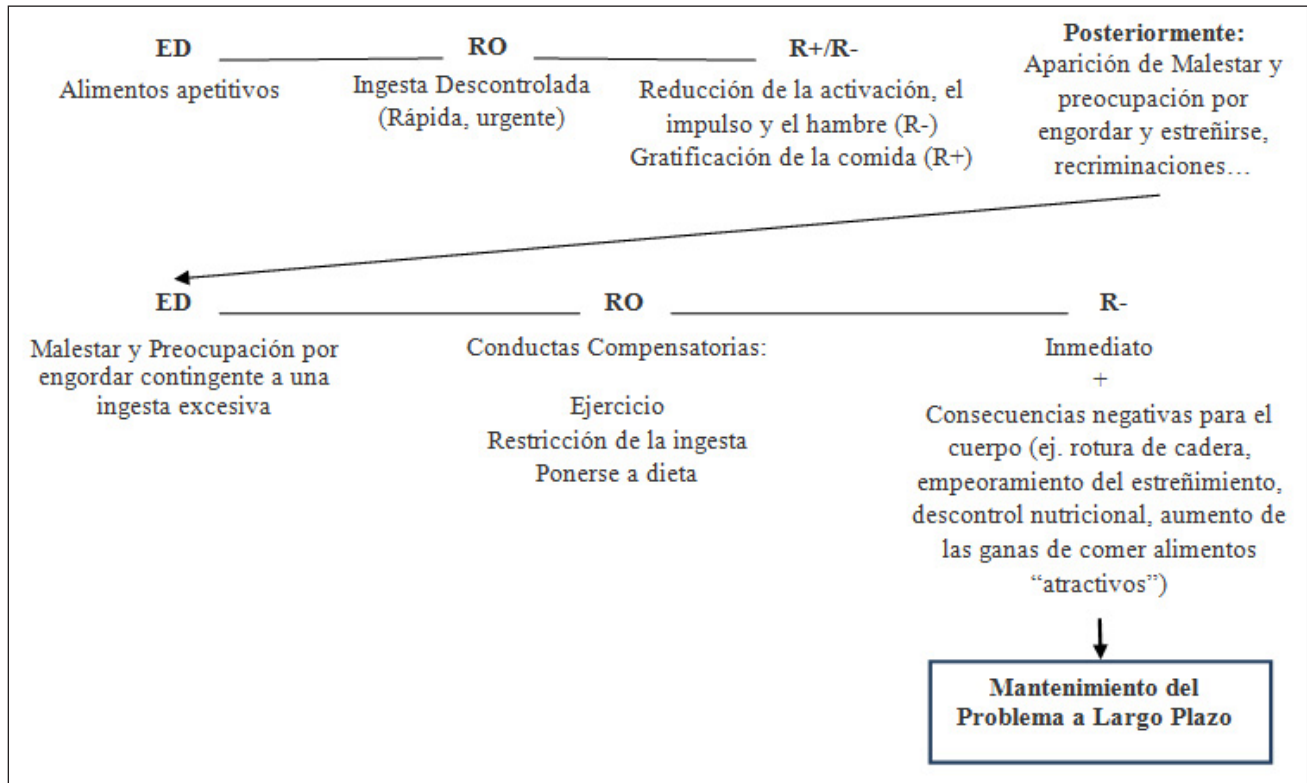 ED RO R+/R- Posteriormente:
Alimentos apetitivos
Ingesta Descontrolada
(Rápida, urgente)
Reducción de la activación, el
impulso y el hambre (R-)
Gratificación de la comida (R+)
Aparición de Malestar y
preocupación por
engordar y estreñirse,
recriminaciones…
ED RO R-
Malestar y Preocupación por
engordar contingente a una
ingesta excesiva
Conductas Compensatorias:
Ejercicio
Restricción de la ingesta
Ponerse a dieta
Inmediato
+
Consecuencias negativas para el
cuerpo (ej. rotura de cadera,
empeoramiento del estreñimiento,
descontrol nutricional, aumento de
las ganas de comer alimentos
“atractivos”)
Mantenimiento del
Problema a Largo Plazo